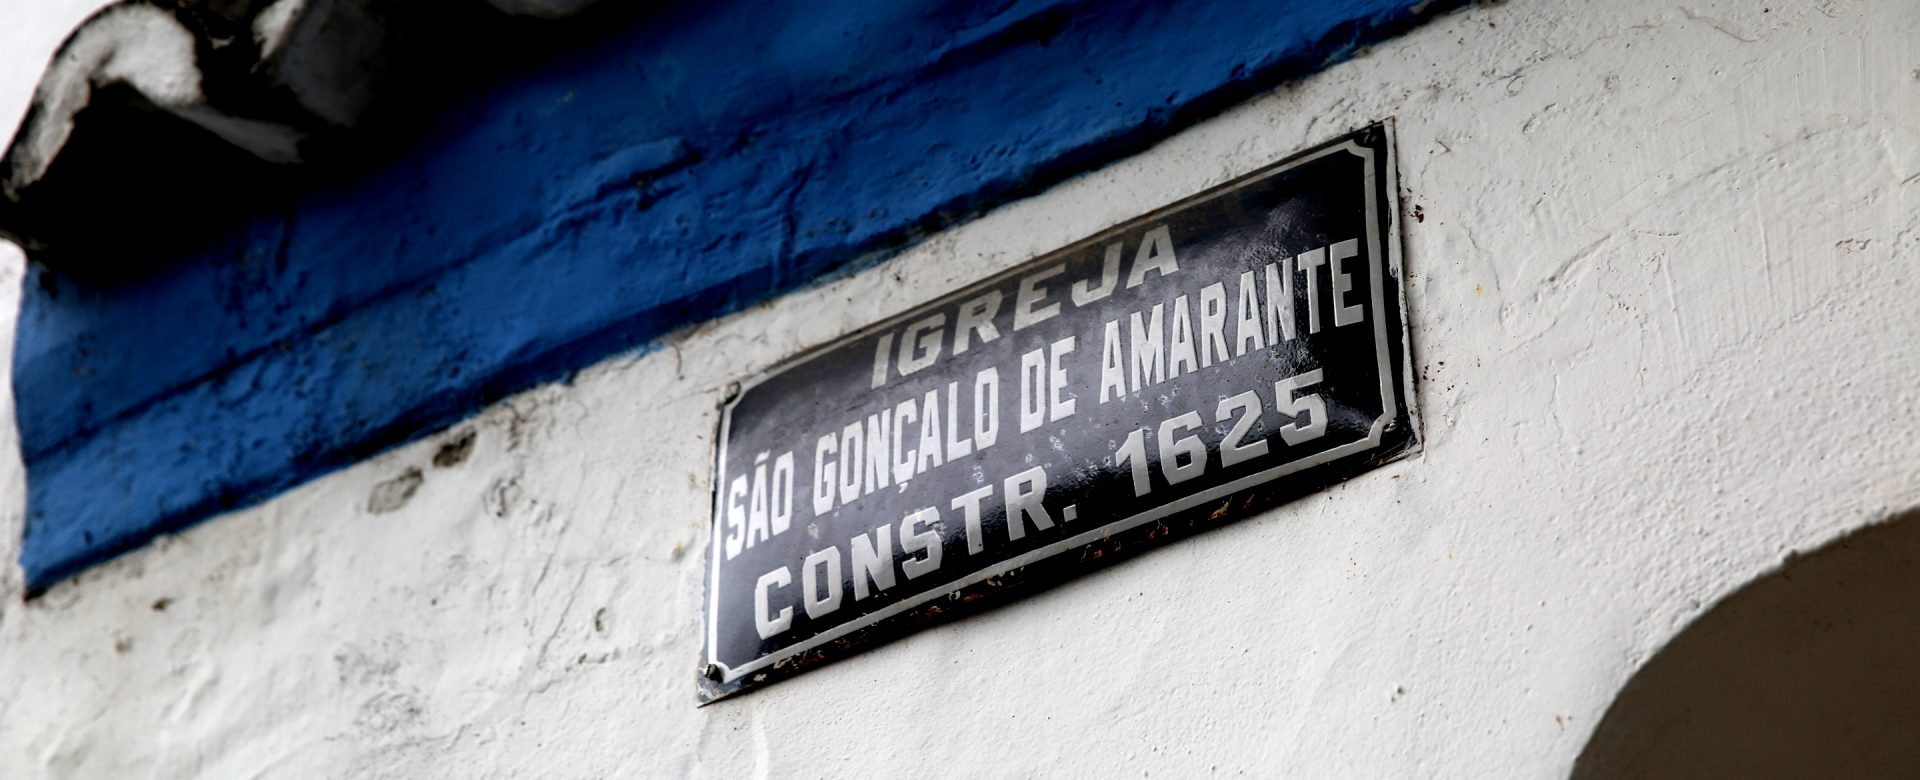 IGREJA
SÃO GONÇALO DE AMARANTE
CONSTR. 1625